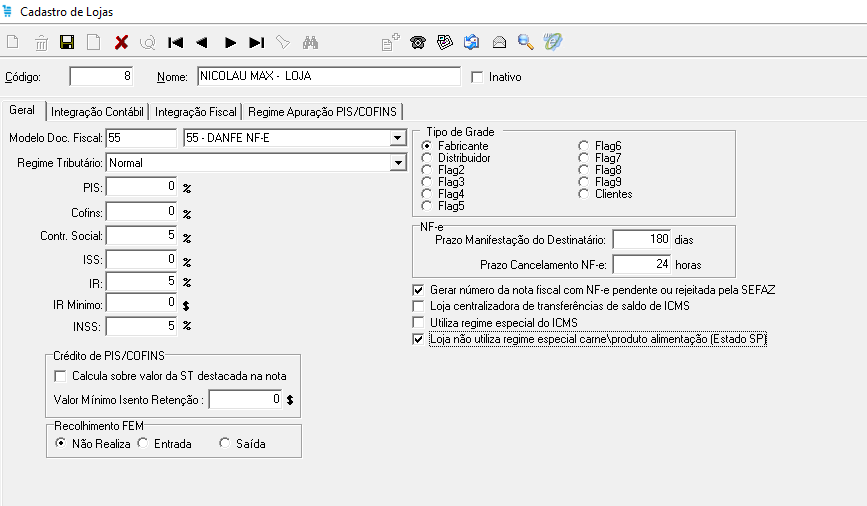 Cadastro de Lojas
Código: 8 Nome: NICOLAU MAX - LOJA Inativo
Geral Integração Contábil Integração Fiscal Regime Apuração PIS/COFINS
Modelo Doc. Fiscal: 55 55 - DANFE NF-E
Regime Tributário: Normal
PIS: 0 %
Cofins: 0 %
Contr. Social: 5 %
ISS: 0 %
IR: 5 %
IR Minimo: 0 $
INSS: 5 %
Crédito de PIS/COFINS
Calcula sobre valor da ST destacada na nota
Valor Mínimo Isento Retenção : 0 $
Recolhimento FEM
Não Realiza Entrada Saída
Tipo de Grade
Fabricante Flag6
Distribuidor Flag7
Flag2 Flag8
Flag3 Flag9
Flag4 Clientes
Flag5
NF-e
Prazo Manifestação do Destinatário: 180 dias
Prazo Cancelamento NF-e: 24 horas
Gerar número da nota fiscal com NF-e pendente ou rejeitada pela SEFAZ
Loja centralizadora de transferências de saldo de ICMS
Utiliza regime especial do ICMS
Loja não utiliza regime especial carne\produto alimentação (Estado SP)